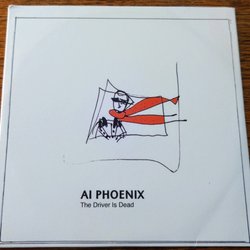 AI PHOENIX
The Driver is Dead